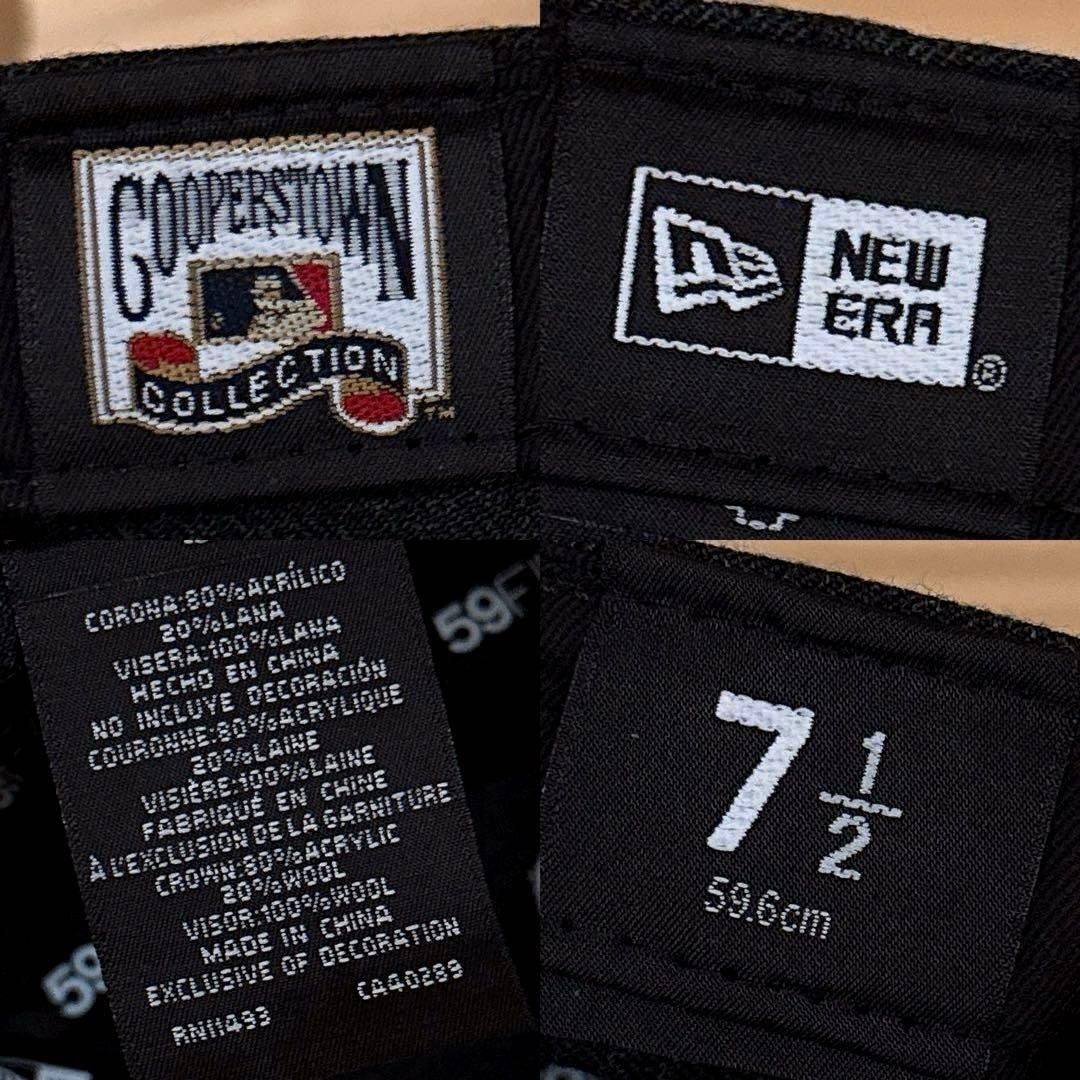 COOPERSTOWN
COLLECTION
TM
NEW
ERA
®
CORONA:80%ACRÍLICO
20%LANA
VISERA:100%LANA
HECHO EN CHINA
NO INCLUYE DECORACIÓN
COURONNE:80%ACRYLIQUE
20%LAINE
VISIÈRE:100%LAINE
FABRIQUÉ EN CHINE
À L'EXCLUSION DE LA GARNITURE
CROWN:80%ACRYLIC
20%WOOL
VISOR:100%WOOL
MADE IN CHINA
EXCLUSIVE OF DECORATION
CA40289
RN11493
59F
59
7 1/2
59.6cm